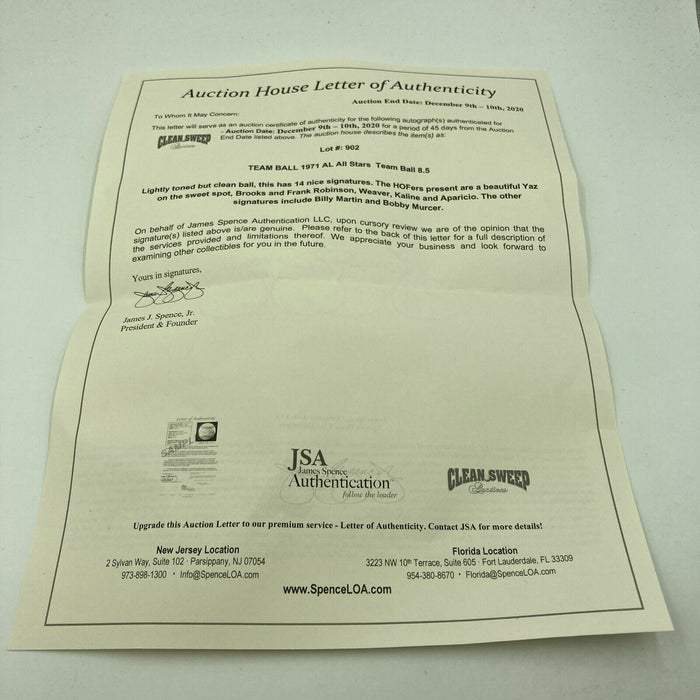 Auction House Letter of Authenticity
Auction End Date: December 9th – 10th, 2020
To Whom It May Concern:
This letter will serve as an auction certificate of authenticity for the following autograph(s) authenticated for
CLEAN SWEEP Auctions - Auction Date: December 9th – 10th, 2020 for a period of 45 days from the Auction
End Date listed above. The auction house describes the item(s) as:
Lot #: 902
TEAM BALL 1971 AL All Stars Team Ball 8.5
Lightly toned but clean ball, this has 14 nice signatures. The HOFers present are a beautiful Yaz
on the sweet spot, Brooks and Frank Robinson, Weaver, Kaline and Aparicio. The other
signatures include Billy Martin and Bobby Murcer.
On behalf of James Spence Authentication LLC, upon cursory review we are of the opinion that the
signature(s) listed above is/are genuine. Please refer to the back of this letter for a full description of
the services provided and limitations thereof. We appreciate your business and look forward to
examining other collectibles for you in the future.
Yours in signatures,
James J. Spence, Jr.
President & Founder
Letter of Authenticity
SAMPLE
JSA
James Spence
Authentication
follow the leader
CLEAN SWEEP
Auctions
Upgrade this Auction Letter to our premium service - Letter of Authenticity. Contact JSA for more details!
New Jersey Location
2 Sylvan Way, Suite 102 · Parsippany, NJ 07054
973-898-1300 · Info@SpenceLOA.com
Florida Location
3223 NW 10th Terrace, Suite 605 · Fort Lauderdale, FL 33309
954-380-8670 · Florida@SpenceLOA.com
www.SpenceLOA.com